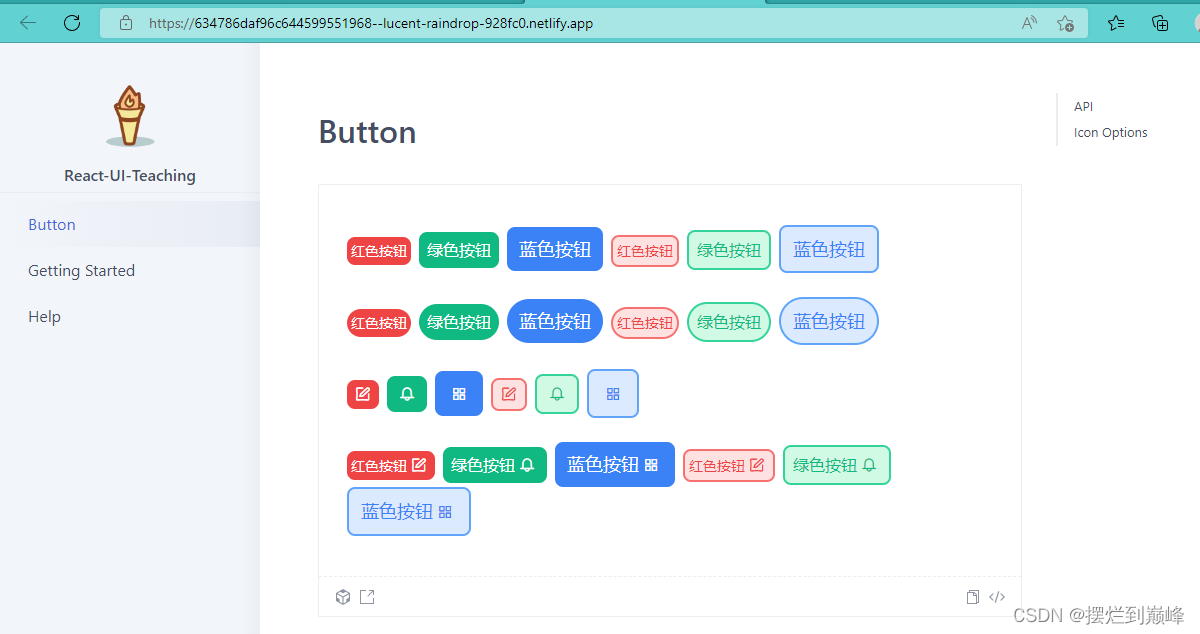 https://634786daf96c644599551968--lucent-raindrop-928fc0.netlify.app
React-UI-Teaching
Button
Getting Started
Help
Button
红色按钮 绿色按钮 蓝色按钮 红色按钮 绿色按钮 蓝色按钮
红色按钮 绿色按钮 蓝色按钮 红色按钮 绿色按钮 蓝色按钮
红色按钮 绿色按钮 蓝色按钮 红色按钮 绿色按钮
蓝色按钮
API
Icon Options
CSDN @摆烂到巅峰